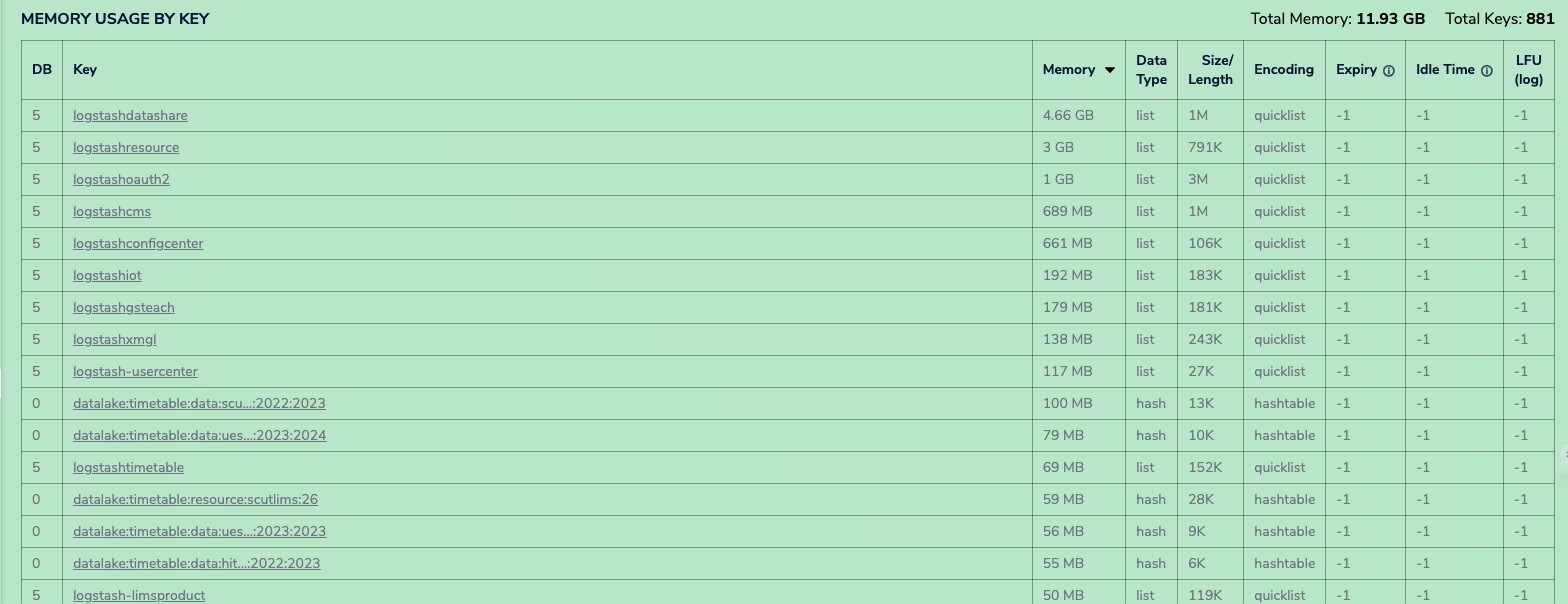 MEMORY USAGE BY KEY Total Memory: 11.93 GB Total Keys: 881
DB Key Memory Data Type Size/ Length Encoding Expiry Idle Time LFU (log)
5 logstashdatashare 4.66 GB list 1M quicklist -1 -1 -1
5 logstashresource 3 GB list 791K quicklist -1 -1 -1
5 logstashoauth2 1 GB list 3M quicklist -1 -1 -1
5 logstashcms 689 MB list 1M quicklist -1 -1 -1
5 logstashconfigcenter 661 MB list 106K quicklist -1 -1 -1
5 logstashiot 192 MB list 183K quicklist -1 -1 -1
5 logstashgsteach 179 MB list 181K quicklist -1 -1 -1
5 logstashxmgl 138 MB list 243K quicklist -1 -1 -1
5 logstash-usercenter 117 MB list 27K quicklist -1 -1 -1
0 datalake:timetable:data:scu...:2022:2023 100 MB hash 13K hashtable -1 -1 -1
0 datalake:timetable:data:ues...:2023:2024 79 MB hash 10K hashtable -1 -1 -1
5 logstashtimetable 69 MB list 152K quicklist -1 -1 -1
0 datalake:timetable:resource:scutlims:26 59 MB hash 28K hashtable -1 -1 -1
0 datalake:timetable:data:ues...:2023:2023 56 MB hash 9K hashtable -1 -1 -1
0 datalake:timetable:data:hit...:2022:2023 55 MB hash 6K hashtable -1 -1 -1
5 logstash-limsproduct 50 MB list 119K quicklist -1 -1 -1